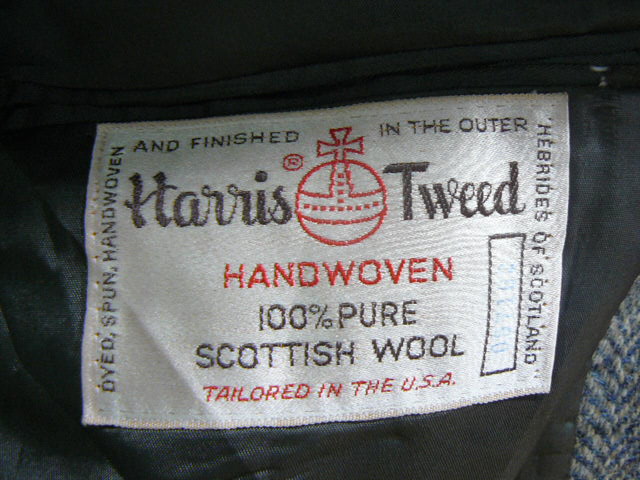 DYED, SPUN, HANDWOVEN
AND FINISHED IN THE OUTER
HEBRIDES OF SCOTLAND"
Harris ® Tweed
HANDWOVEN
100% PURE
SCOTTISH WOOL
TAILORED IN THE U.S.A.